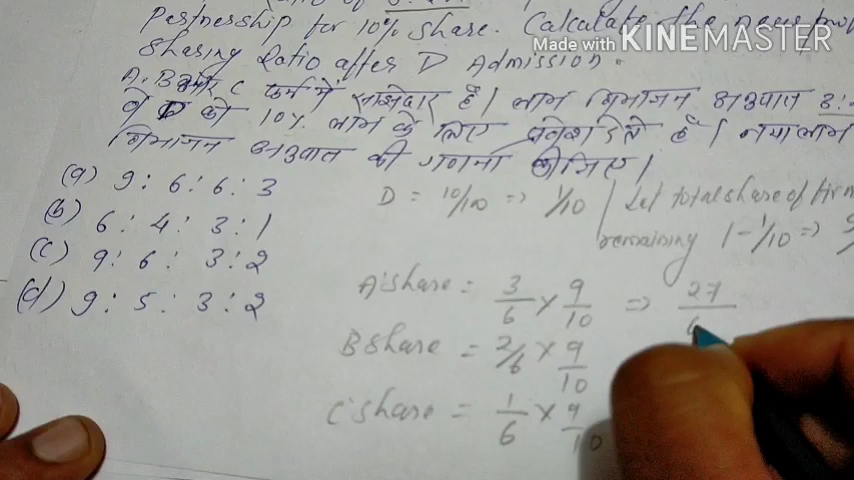 Partnership for 10% share. Calculate the new
Made with KINEMASTER
Sharing Ratio after D Admission.
A. B और C फर्म में साझेदार है। लाभ विभाजन अनुपात 3:
वे D को 10% लाभ के लिए प्रवेश देते हैं। नया लाभ
विभाजन अनुपात की गणना कीजिए।
(a) 9 : 6 : 6 : 3
(b) 6 : 4 : 3 : 1
(c) 9 : 6 : 3 : 2
(d) 9 : 5 : 3 : 2
D = 10/100 => 1/10 | Let total share of firm
remaining 1 - 1/10 =>
A'share = 3/6 × 9/10 => 27
B share = 2/6 × 9/10
C'share = 1/6 × 9/10